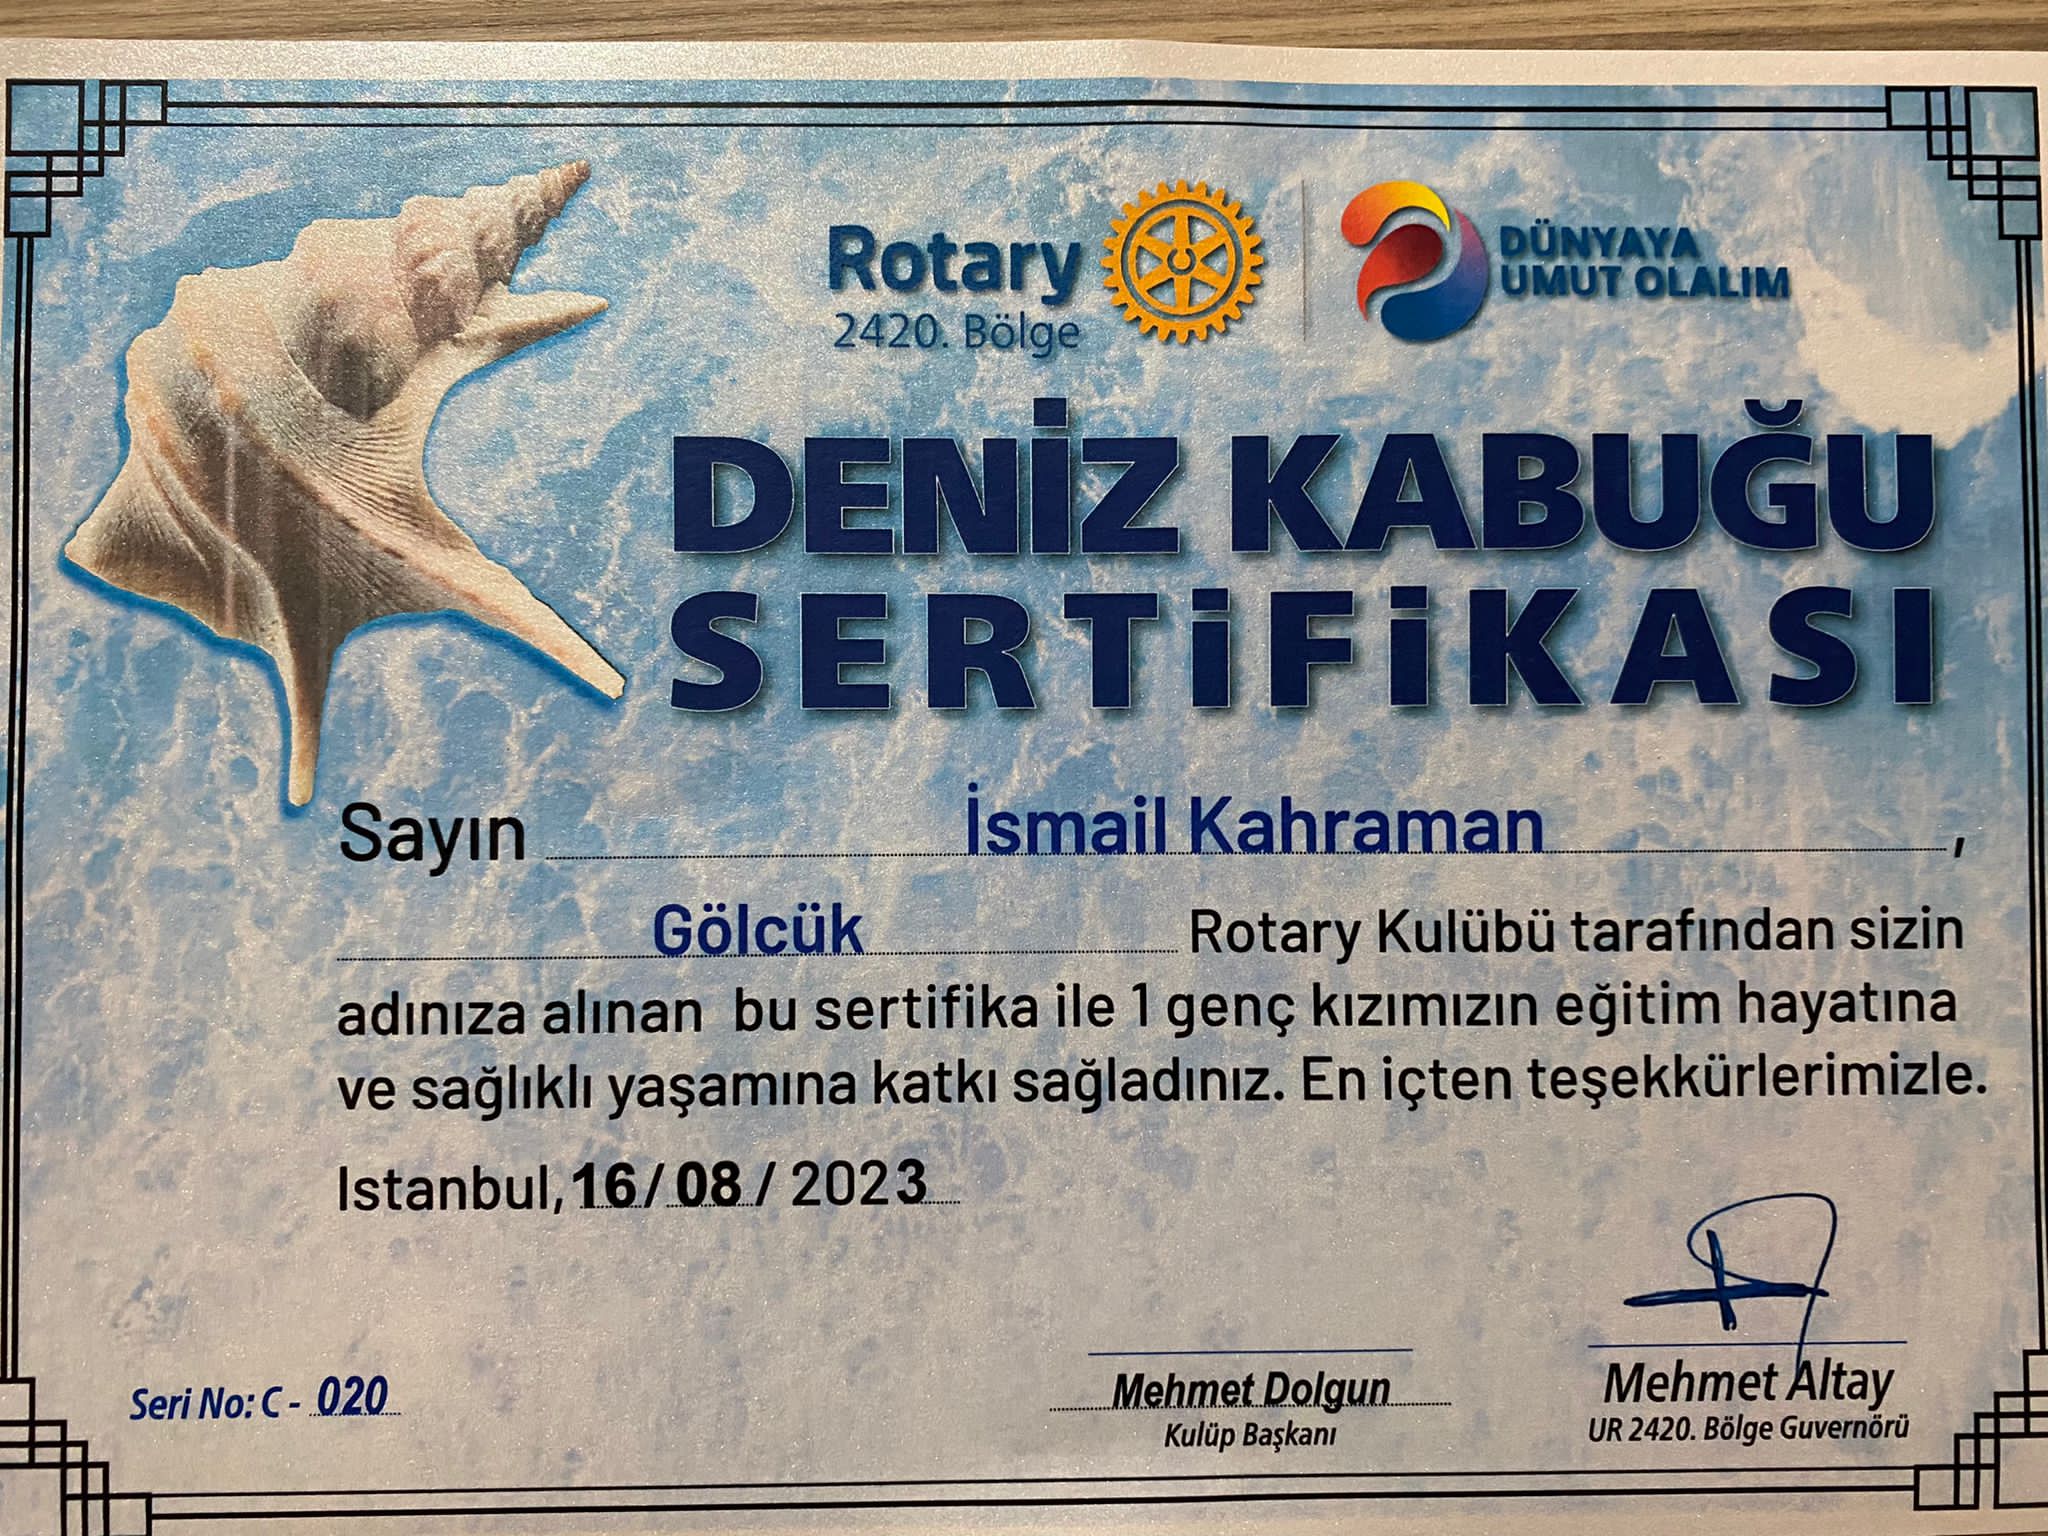 Rotary
2420. Bölge
DÜNYAYA
UMUT OLALIM
DENİZ KABUĞU
SERTİFİKASI
Sayın İsmail Kahraman,
Gölcük Rotary Kulübü tarafından sizin
adınıza alınan bu sertifika ile 1 genç kızımızın eğitim hayatına
ve sağlıklı yaşamına katkı sağladınız. En içten teşekkürlerimizle.
Istanbul, 16/08/2023
Seri No: C - 020
Mehmet Dolgun
Kulüp Başkanı
Mehmet Altay
UR 2420. Bölge Guvernörü